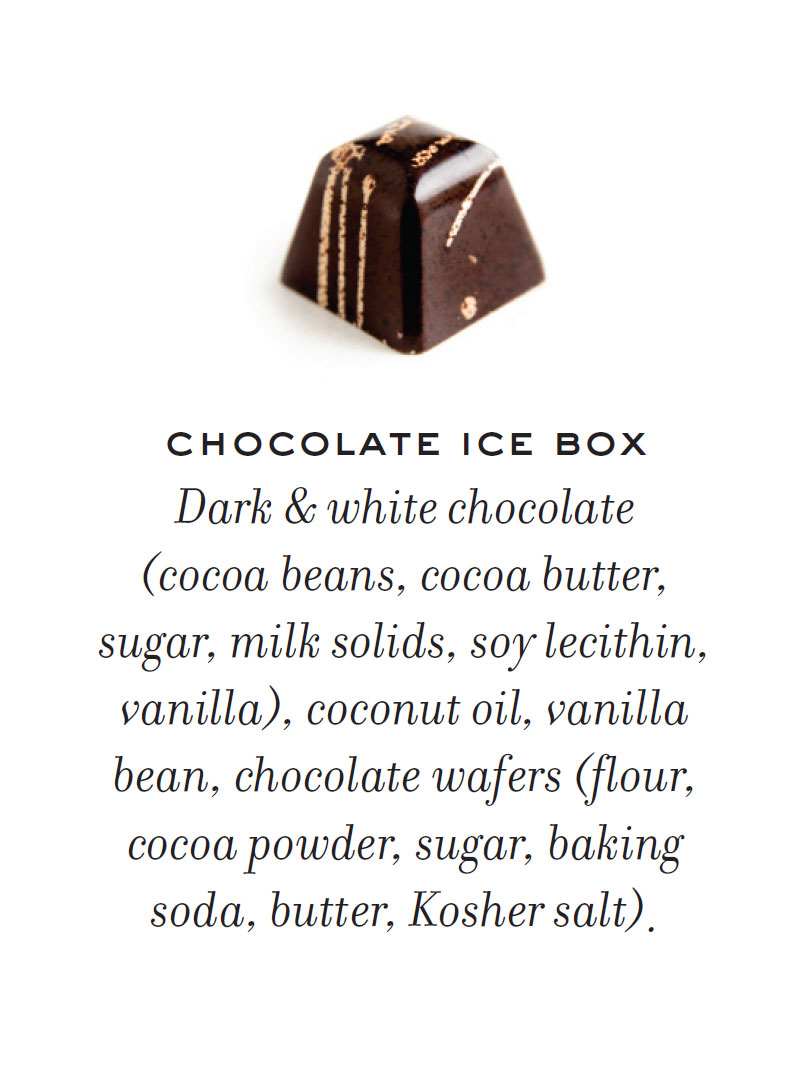 CHOCOLATE ICE BOX
Dark & white chocolate
(cocoa beans, cocoa butter,
sugar, milk solids, soy lecithin,
vanilla), coconut oil, vanilla
bean, chocolate wafers (flour,
cocoa powder, sugar, baking
soda, butter, Kosher salt).